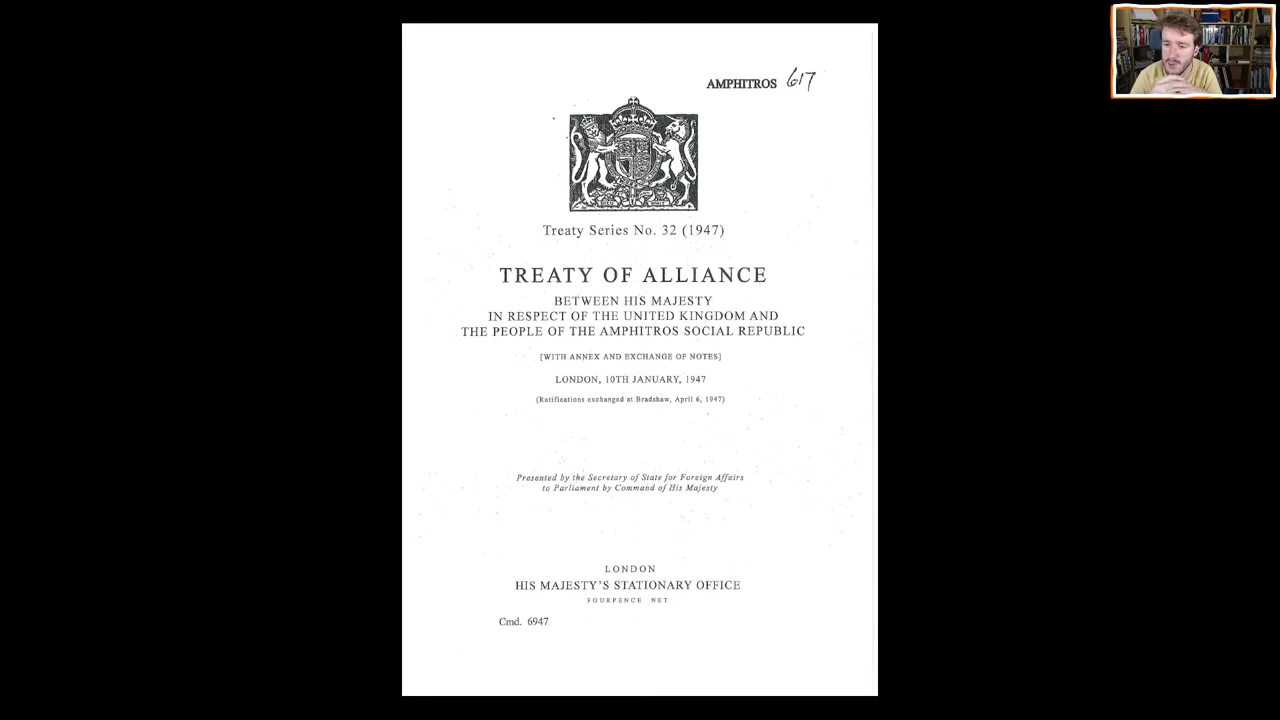 AMPHITROS 617
Treaty Series No. 32 (1947)
TREATY OF ALLIANCE
BETWEEN HIS MAJESTY
IN RESPECT OF THE UNITED KINGDOM AND
THE PEOPLE OF THE AMPHITROS SOCIAL REPUBLIC
[WITH ANNEX AND EXCHANGE OF NOTES]
LONDON, 10TH JANUARY, 1947
(Ratifications exchanged at Bradshaw, April 6, 1947)
Presented by the Secretary of State for Foreign Affairs
to Parliament by Command of His Majesty
LONDON
HIS MAJESTY'S STATIONARY OFFICE
FOURPENCE NET
Cmd. 6947